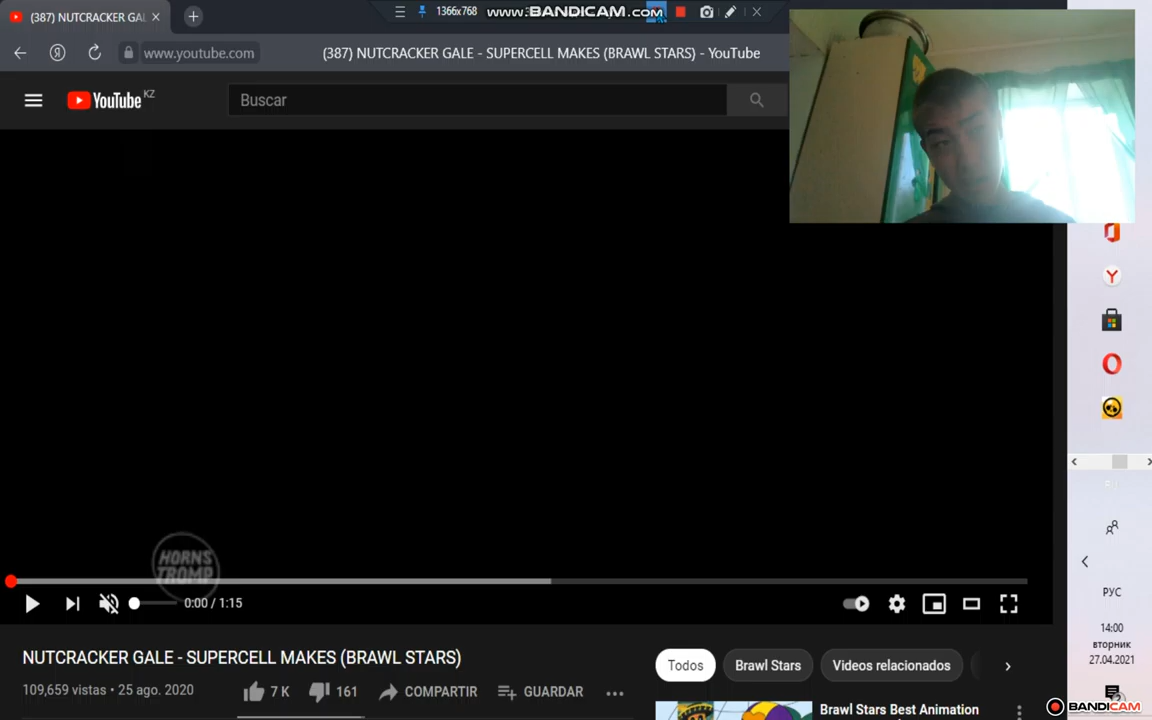 (387) NUTCRACKER GAL
1366x768
www.BANDICAM.com
www.youtube.com
(387) NUTCRACKER GALE - SUPERCELL MAKES (BRAWL STARS) - YouTube
YouTube KZ
Buscar
HORNS TROMP
0:00 / 1:15
РУС
14:00
вторник
27.04.2021
NUTCRACKER GALE - SUPERCELL MAKES (BRAWL STARS)
109,659 vistas • 25 ago. 2020
7 K
161
COMPARTIR
GUARDAR
Todos
Brawl Stars
Videos relacionados
Brawl Stars Best Animation
BANDICAM